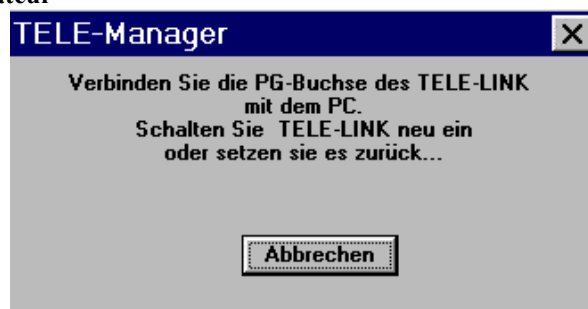 TELE-Manager
Verbinden Sie die PG-Buchse des TELE-LINK
mit dem PC.
Schalten Sie TELE-LINK neu ein
oder setzen sie es zurück...
Abbrechen